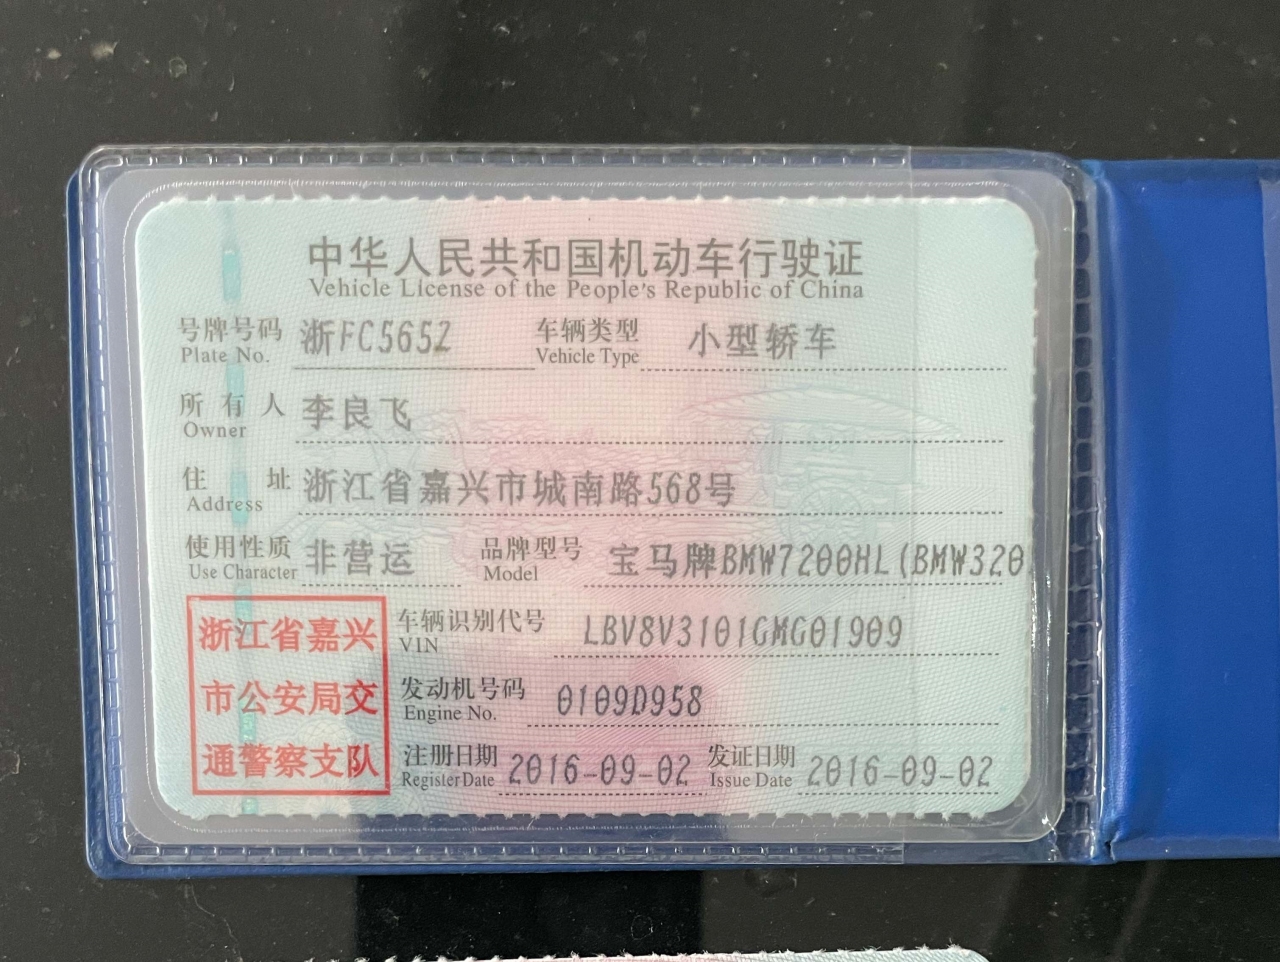 中华人民共和国机动车行驶证
Vehicle License of the People's Republic of China
号牌号码 浙FC565Z 车辆类型 小型轿车
Plate No. Vehicle Type
所有人 李良飞
Owner
住址 浙江省嘉兴市城南路568号
Address
使用性质 非营运 品牌型号 宝马牌BMW7200HL(BMW320
Use Character Model
浙江省嘉兴
市公安局交
通警察支队
车辆识别代号 LBV8V3101GMG01909
VIN
发动机号码 0109D958
Engine No.
注册日期 2016-09-02 发证日期 2016-09-02
Register Date Issue Date